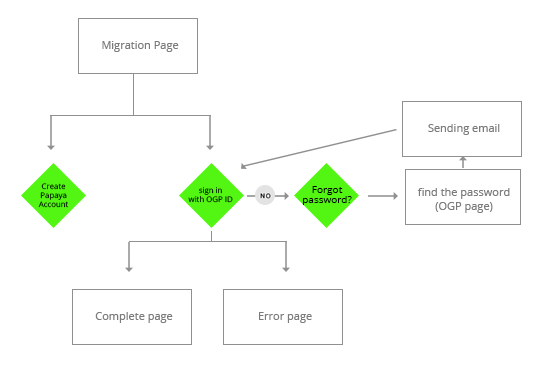 Migration Page
Sending email
Create
Papaya
Account
sign in
with OGP ID
NO
Forgot
password?
find the password
(OGP page)
Complete page
Error page